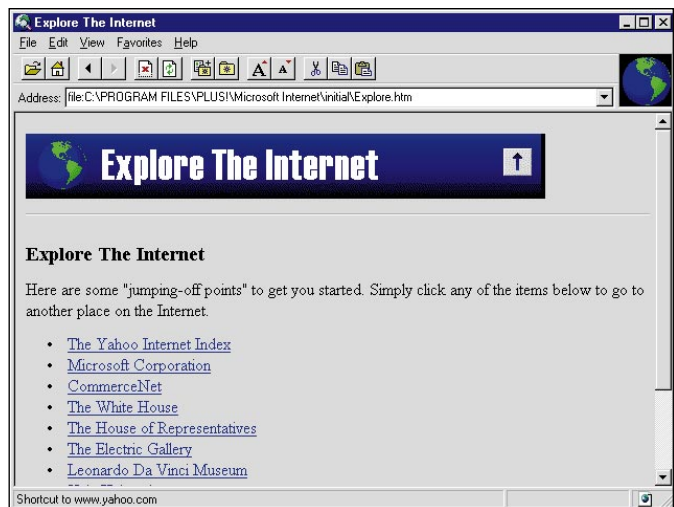 Explore The Internet
File Edit View Favorites Help
Address: file:C:\PROGRAM FILES\PLUS!\Microsoft Internet\initial\Explore.htm
Explore The Internet
Explore The Internet
Here are some "jumping-off points" to get you started. Simply click any of the items below to go to
another place on the Internet.
• The Yahoo Internet Index
• Microsoft Corporation
• CommerceNet
• The White House
• The House of Representatives
• The Electric Gallery
• Leonardo Da Vinci Museum
Shortcut to www.yahoo.com